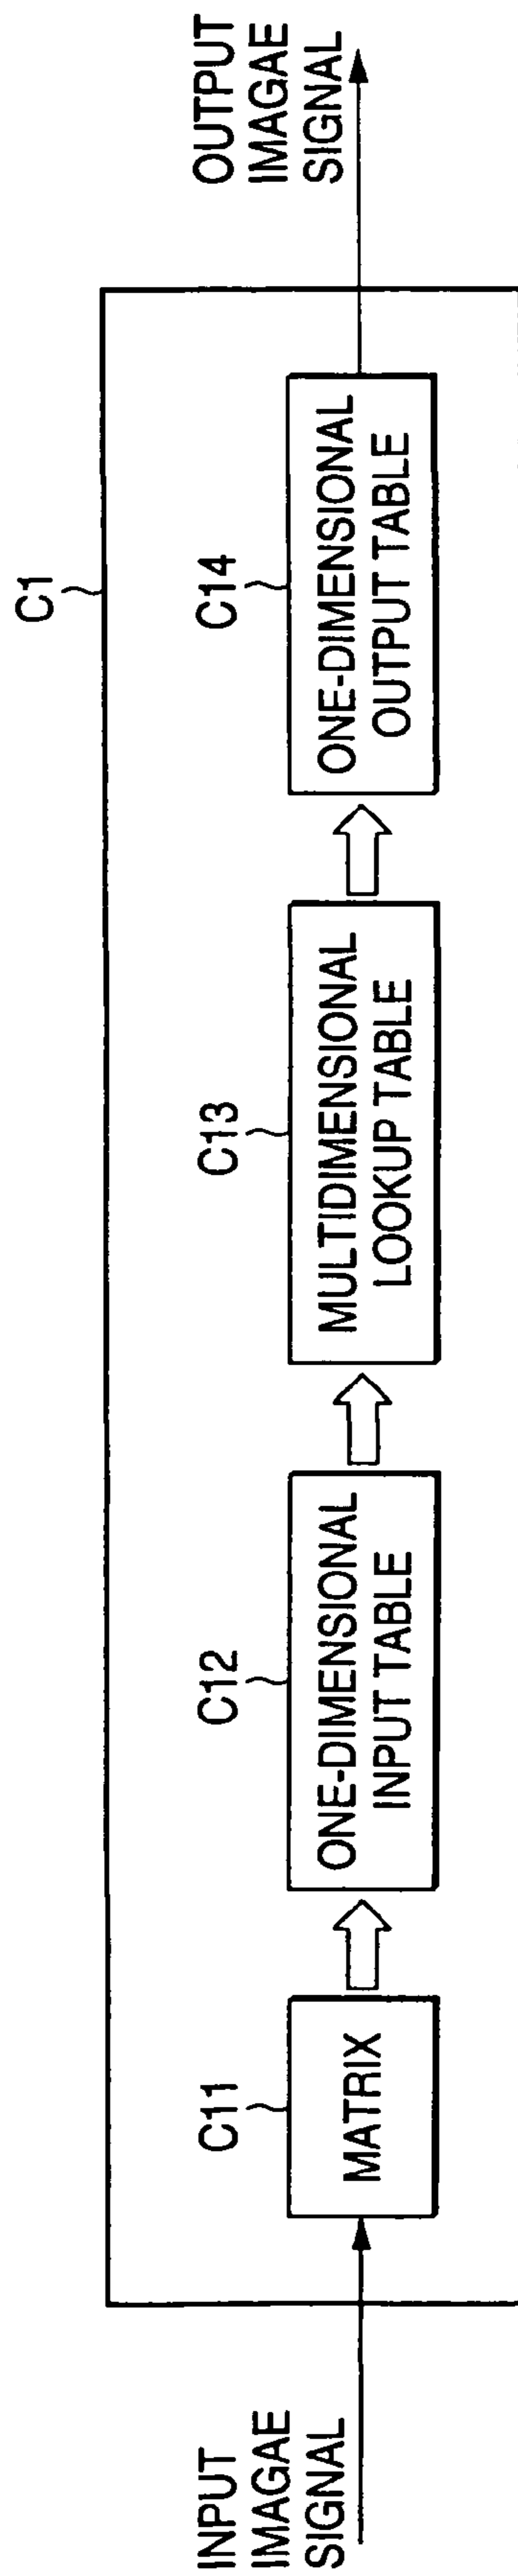 C1
INPUT
IMAGAE
SIGNAL
C11
MATRIX
C12
ONE-DIMENSIONAL
INPUT TABLE
C13
MULTIDIMENSIONAL
LOOKUP TABLE
C14
ONE-DIMENSIONAL
OUTPUT TABLE
OUTPUT
IMAGAE
SIGNAL